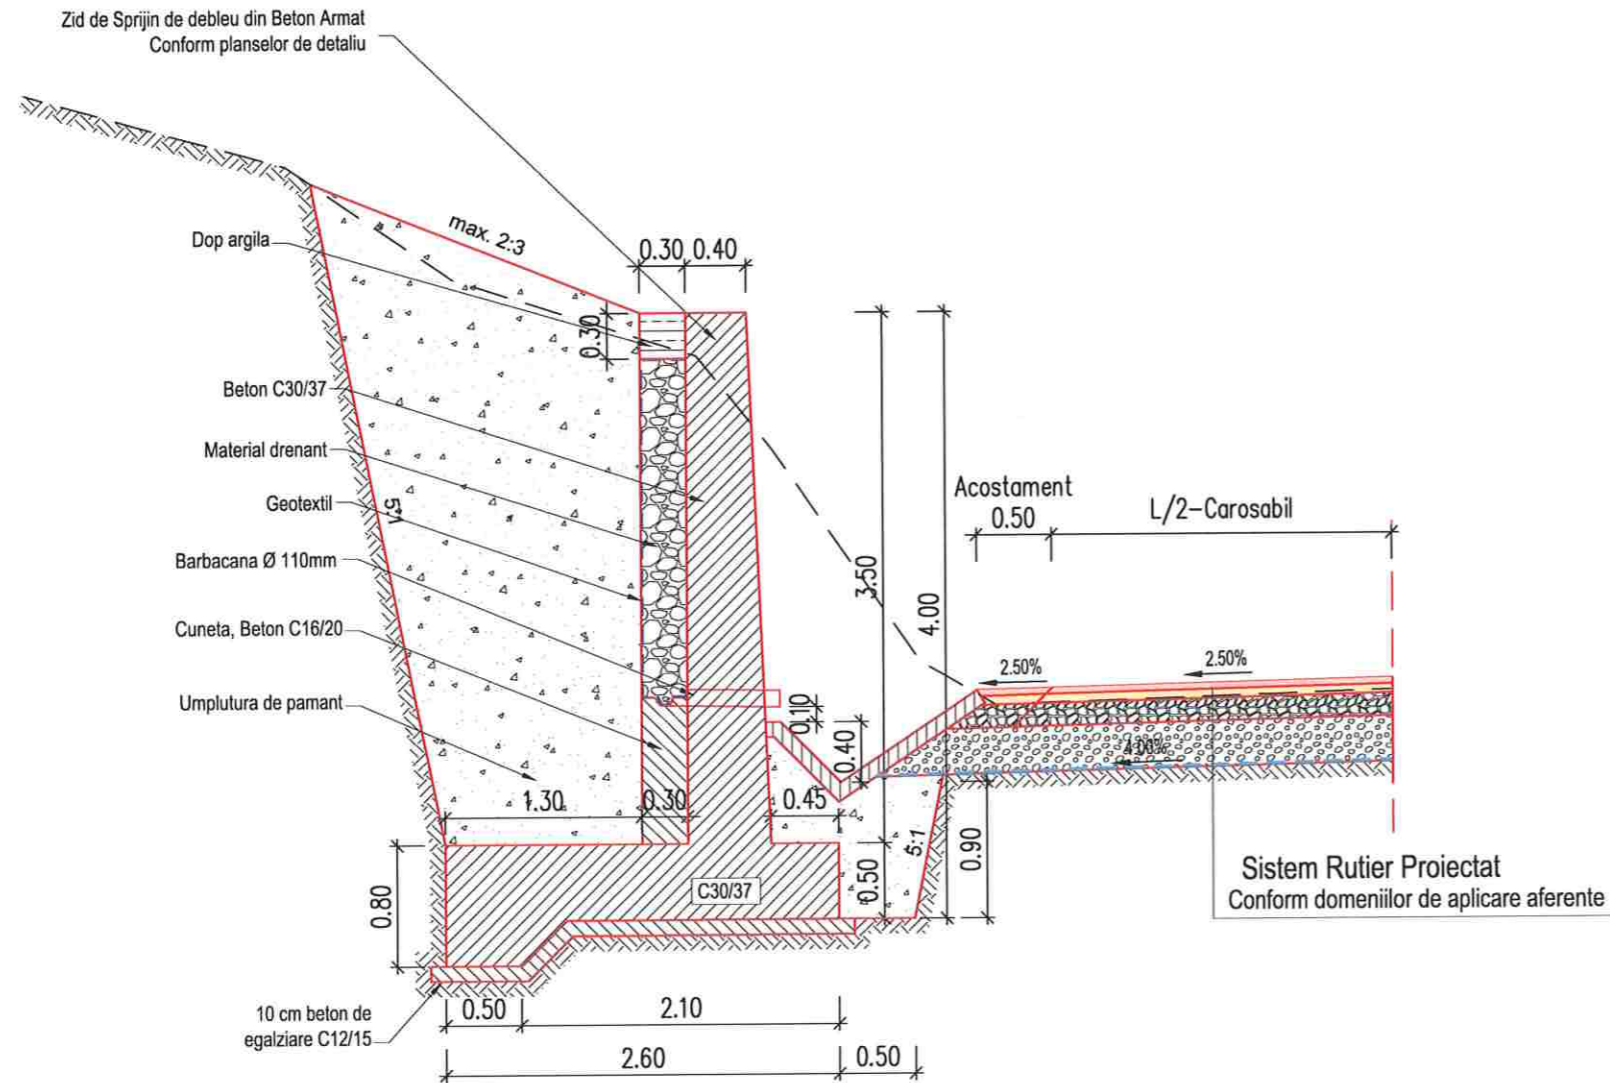 Zid de Sprijin de debleu din Beton Armat
Conform planselor de detaliu
max. 2:3
Dop argila
0.30 0.40
0.30
Beton C30/37
Material drenant
Geotextil
5:1
Barbacana Ø 110mm
Cuneta, Beton C16/20
Umplutura de pamant
Acostament
0.50
L/2-Carosabil
3.50
4.00
2.50%
2.50%
0.10
0.40
4.00%
1.30
0.30
0.45
5:1
0.90
0.50
0.80
C30/37
Sistem Rutier Proiectat
Conform domeniilor de aplicare aferente
10 cm beton de
egalziare C12/15
0.50
2.10
2.60
0.50